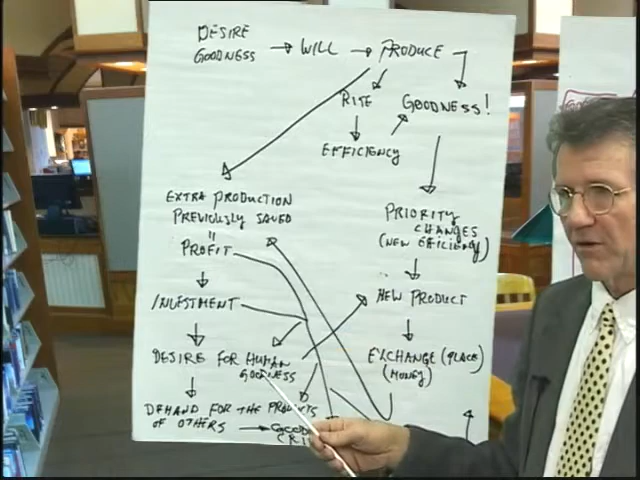 DESIRE
GOODNESS → WILL → PRODUCE
RITE GOODNESS!
EFFICIENCY
EXTRA PRODUCTION
PREVIOUSLY SAVED
"
PROFIT
INVESTMENT
DESIRE FOR HUMAN
GOODNESS
DEMAND FOR THE PRODUCTS
OF OTHERS →
PRIORITY
CHANGES
(NEW EFFICIENCY)
NEW PRODUCT
EXCHANGE (PLACE)
(MONEY)
4